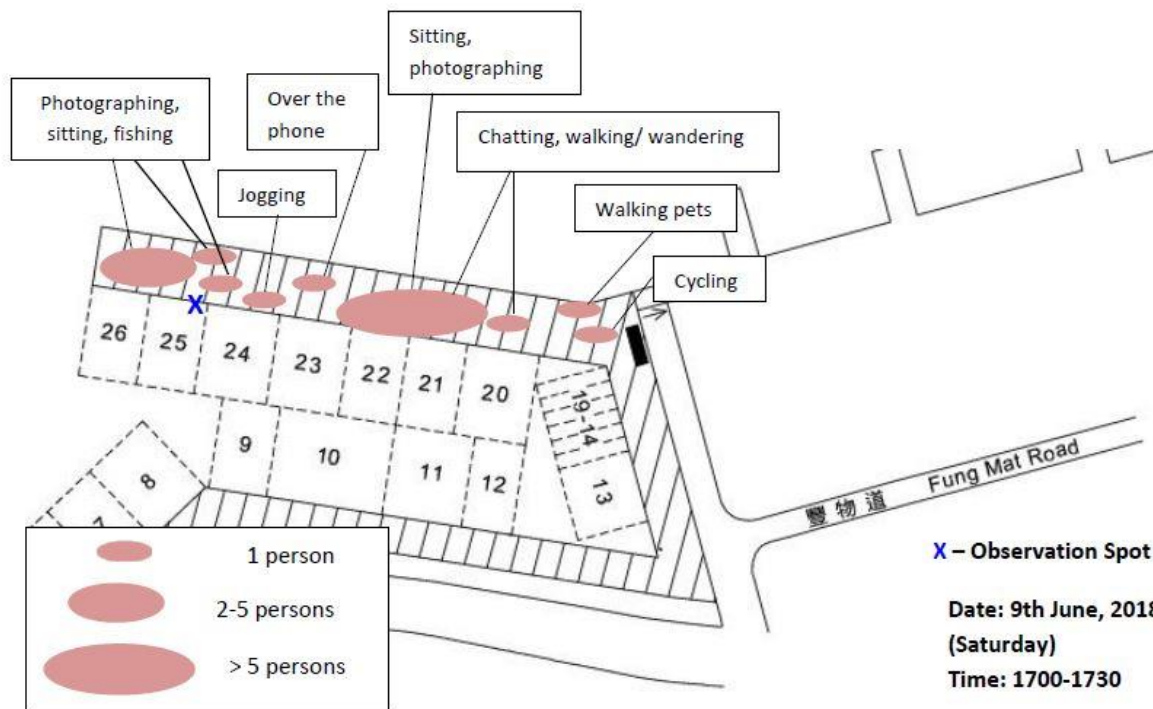 Sitting,
photographing
Photographing,
sitting, fishing
Over the
phone
Chatting, walking/ wandering
Jogging
Walking pets
Cycling
X
26
25
24
23
22
21
20
19-14
13
9
10
11
12
8
7
豐物道 Fung Mat Road
1 person
2-5 persons
> 5 persons
X – Observation Spot
Date: 9th June, 2018
(Saturday)
Time: 1700-1730